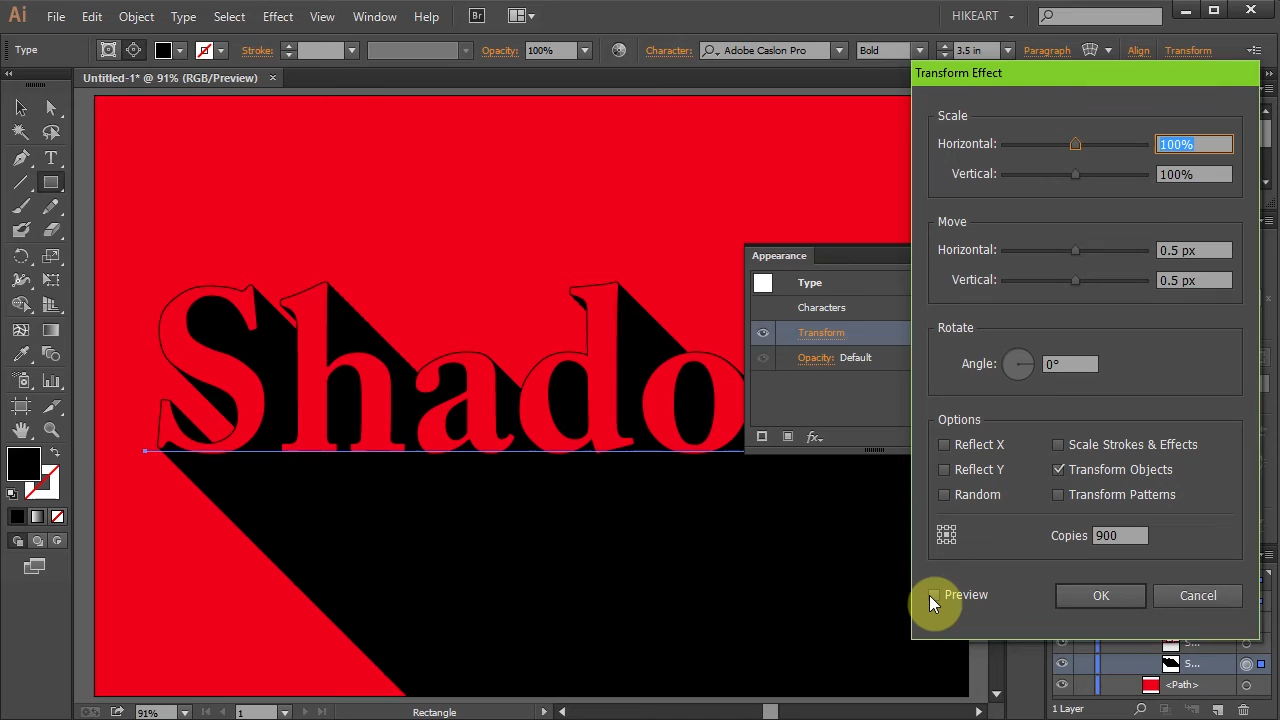 Ai File Edit Object Type Select Effect View Window Help Br HIKEART
Type Stroke: Opacity: 100% Character: Adobe Caslon Pro Bold 3.5 in Paragraph Align Transform
Untitled-1* @ 91% (RGB/Preview) ×
Transform Effect
Scale
Horizontal: 100%
Vertical: 100%
Move
Horizontal: 0.5 px
Vertical: 0.5 px
Rotate
Angle: 0°
Options
Reflect X Scale Strokes & Effects
Reflect Y Transform Objects
Random Transform Patterns
Copies 900
Preview OK Cancel
Appearance
Type
Characters
Transform
Opacity: Default
fx
Shado
S...
<Path>
1 Layer
91% 1 Rectangle